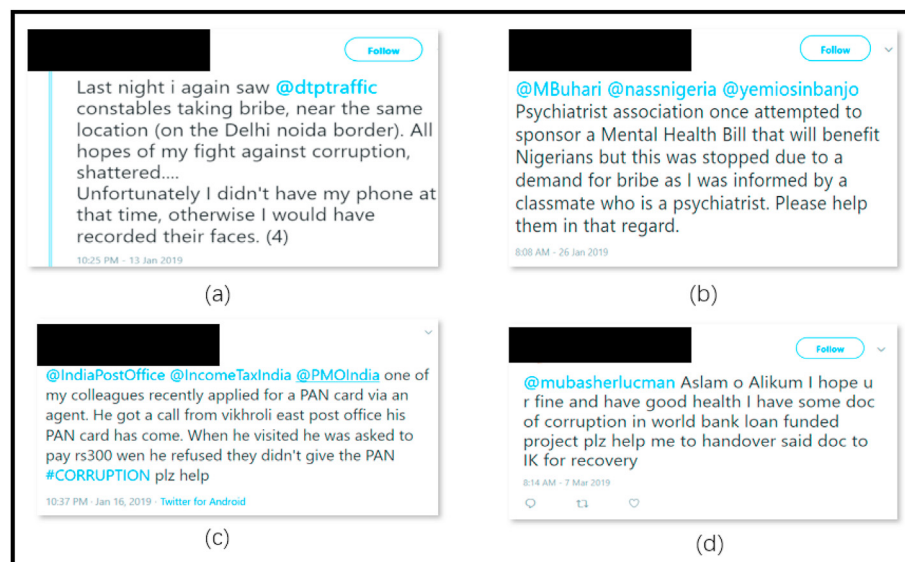 Follow
Last night i again saw @dtptraffic
constables taking bribe, near the same
location (on the Delhi noida border). All
hopes of my fight against corruption,
shattered....
Unfortunately I didn't have my phone at
that time, otherwise I would have
recorded their faces. (4)
10:25 PM - 13 Jan 2019
(a)
Follow
@MBuhari @nassnigeria @yemiosinbanjo
Psychiatrist association once attempted to
sponsor a Mental Health Bill that will benefit
Nigerians but this was stopped due to a
demand for bribe as I was informed by a
classmate who is a psychiatrist. Please help
them in that regard.
8:08 AM - 26 Jan 2019
(b)
@IndiaPostOffice @IncomeTaxIndia @PMOIndia one of
my colleagues recently applied for a PAN card via an
agent. He got a call from vikhroli east post office his
PAN card has come. When he visited he was asked to
pay rs300 wen he refused they didn't give the PAN
#CORRUPTION plz help
10:37 PM · Jan 16, 2019 · Twitter for Android
(c)
Follow
@mubasherlucman Aslam o Alikum I hope u
r fine and have good health I have some doc
of corruption in world bank loan funded
project plz help me to handover said doc to
IK for recovery
8:14 AM - 7 Mar 2019
(d)